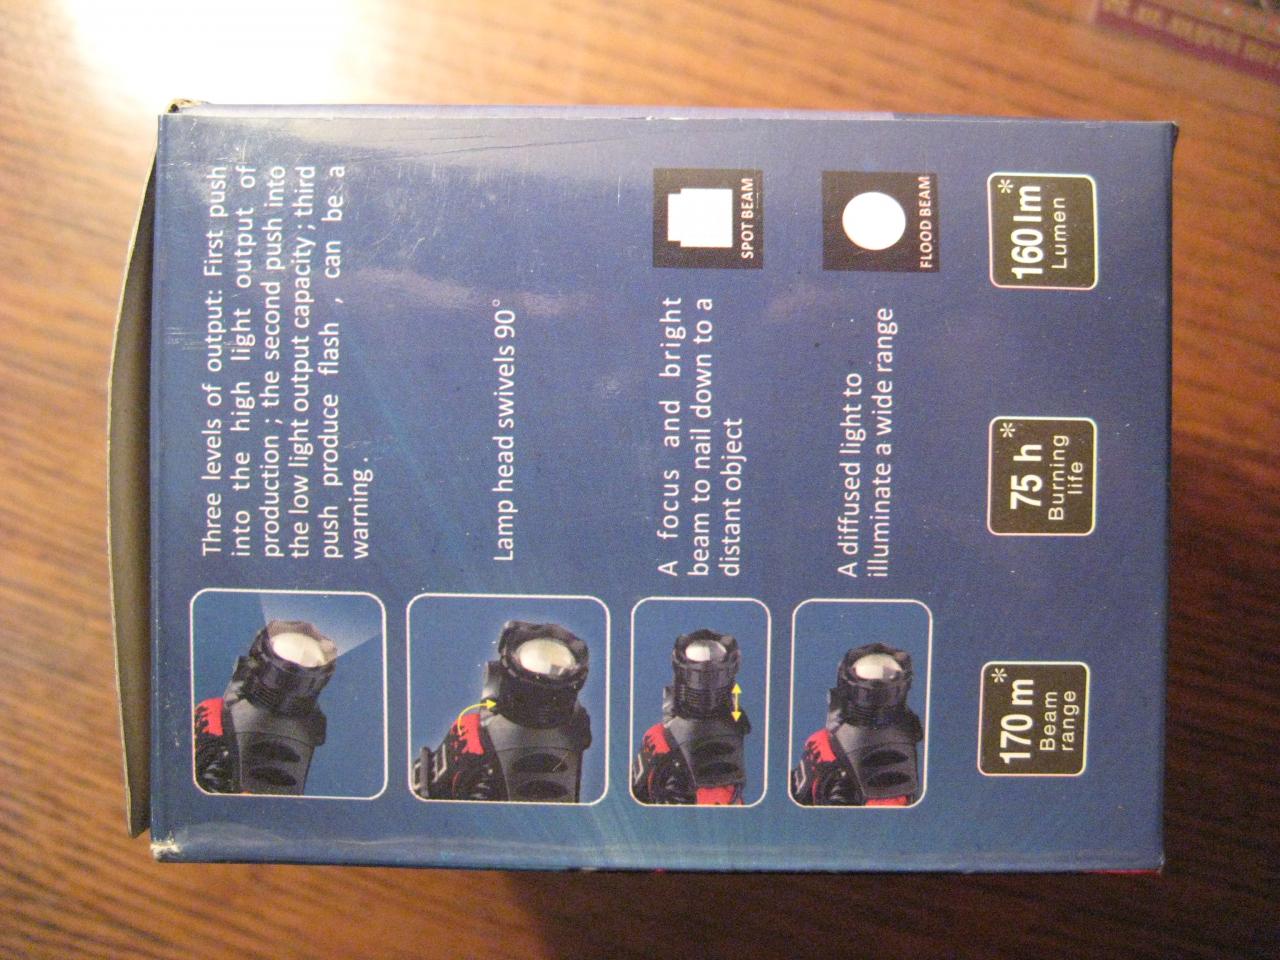 Three levels of output: First push
into the high light output of
production ; the second push into
the low light output capacity ; third
push produce flash , can be a
warning .
Lamp head swivels 90°
A focus and bright
beam to nail down to a
distant object
SPOT BEAM
A diffused light to
illuminate a wide range
FLOOD BEAM
170 m*
Beam
range
75 h*
Burning
life
160 lm*
Lumen